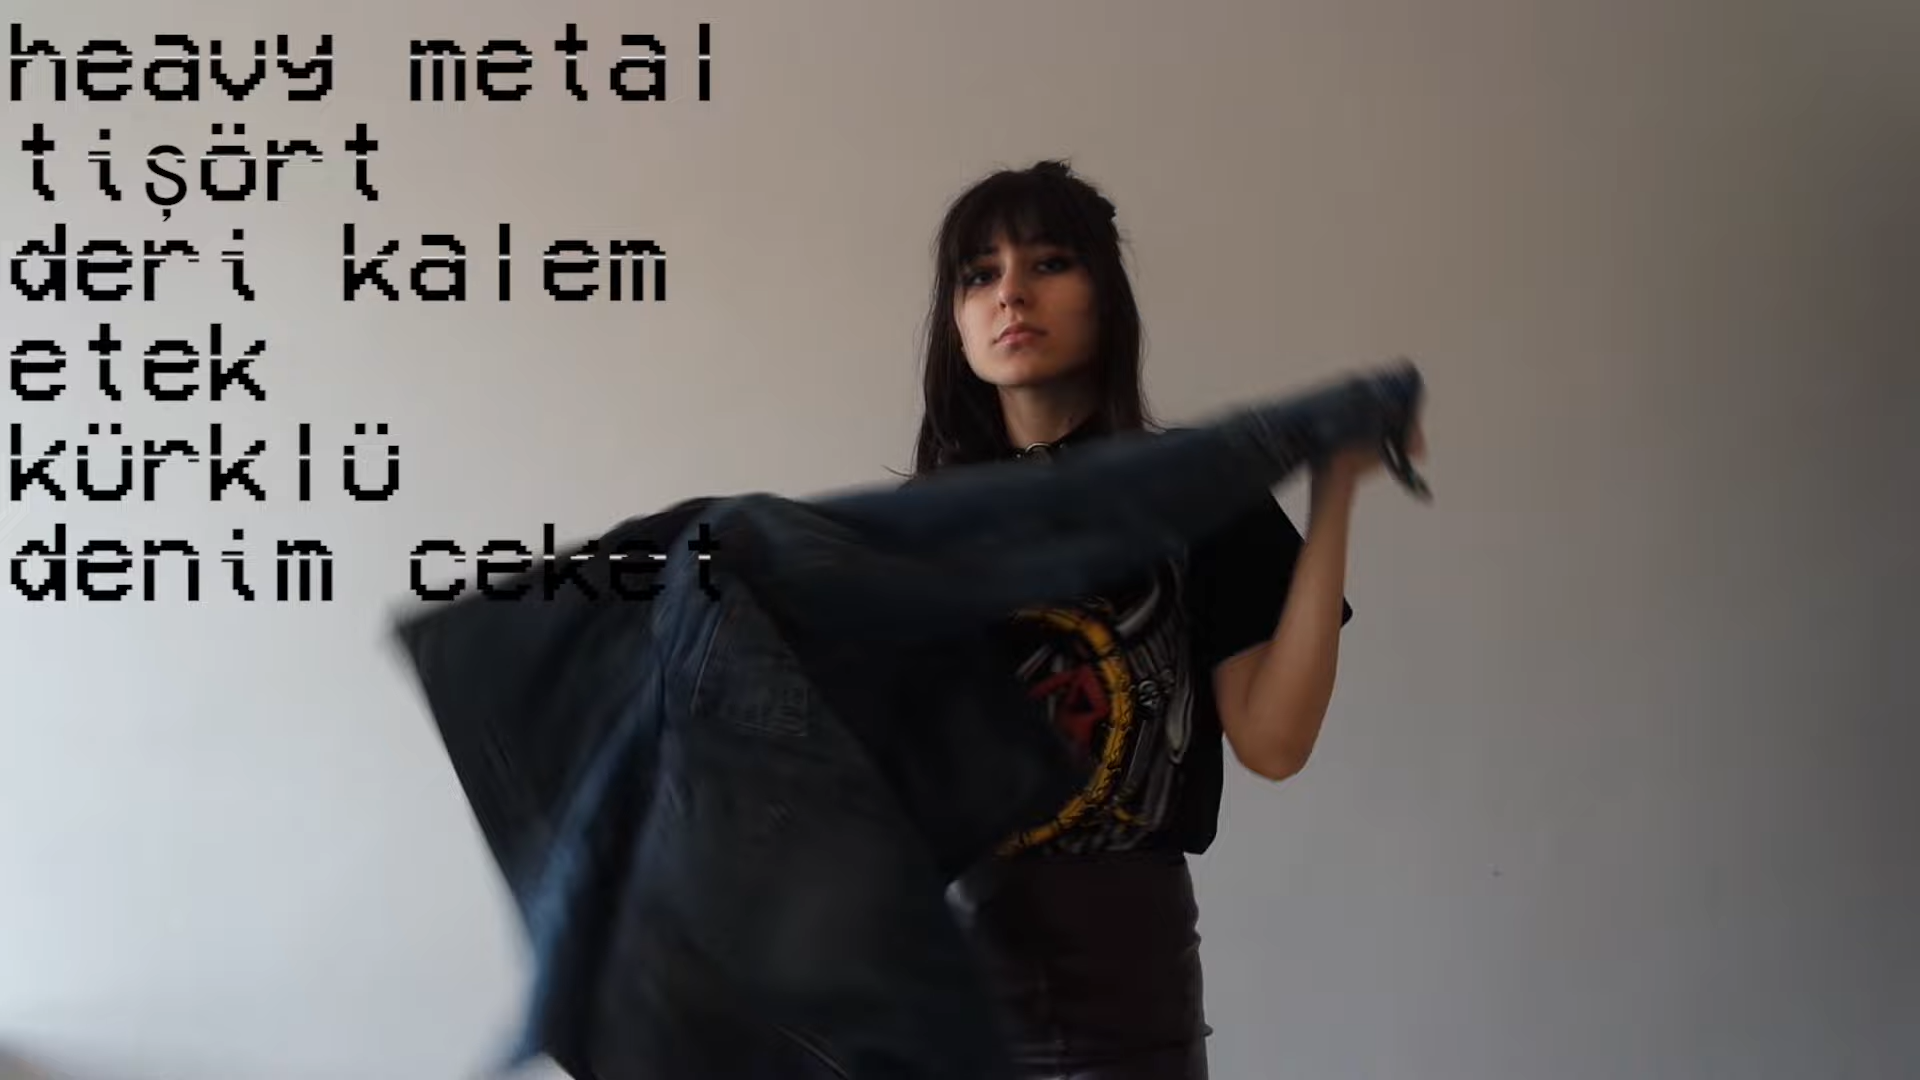 heavy metal
tişört
deri kalem
etek
kürklü
denim ceket